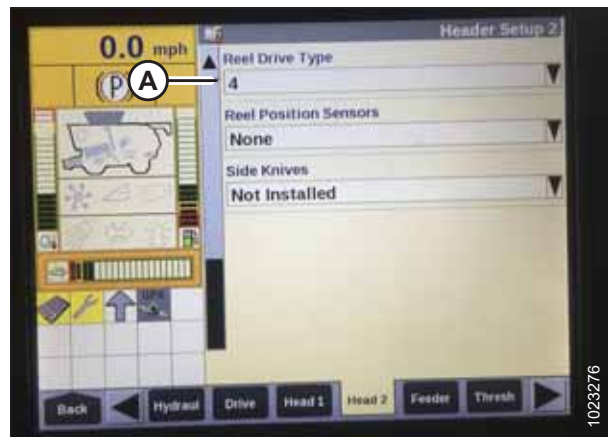 0.0 mph
Header Setup 2
(P)
A
Reel Drive Type
4
Reel Position Sensors
None
Side Knives
Not Installed
GPS
Back
Hydraul
Drive
Head 1
Head 2
Feeder
Thresh
1023276